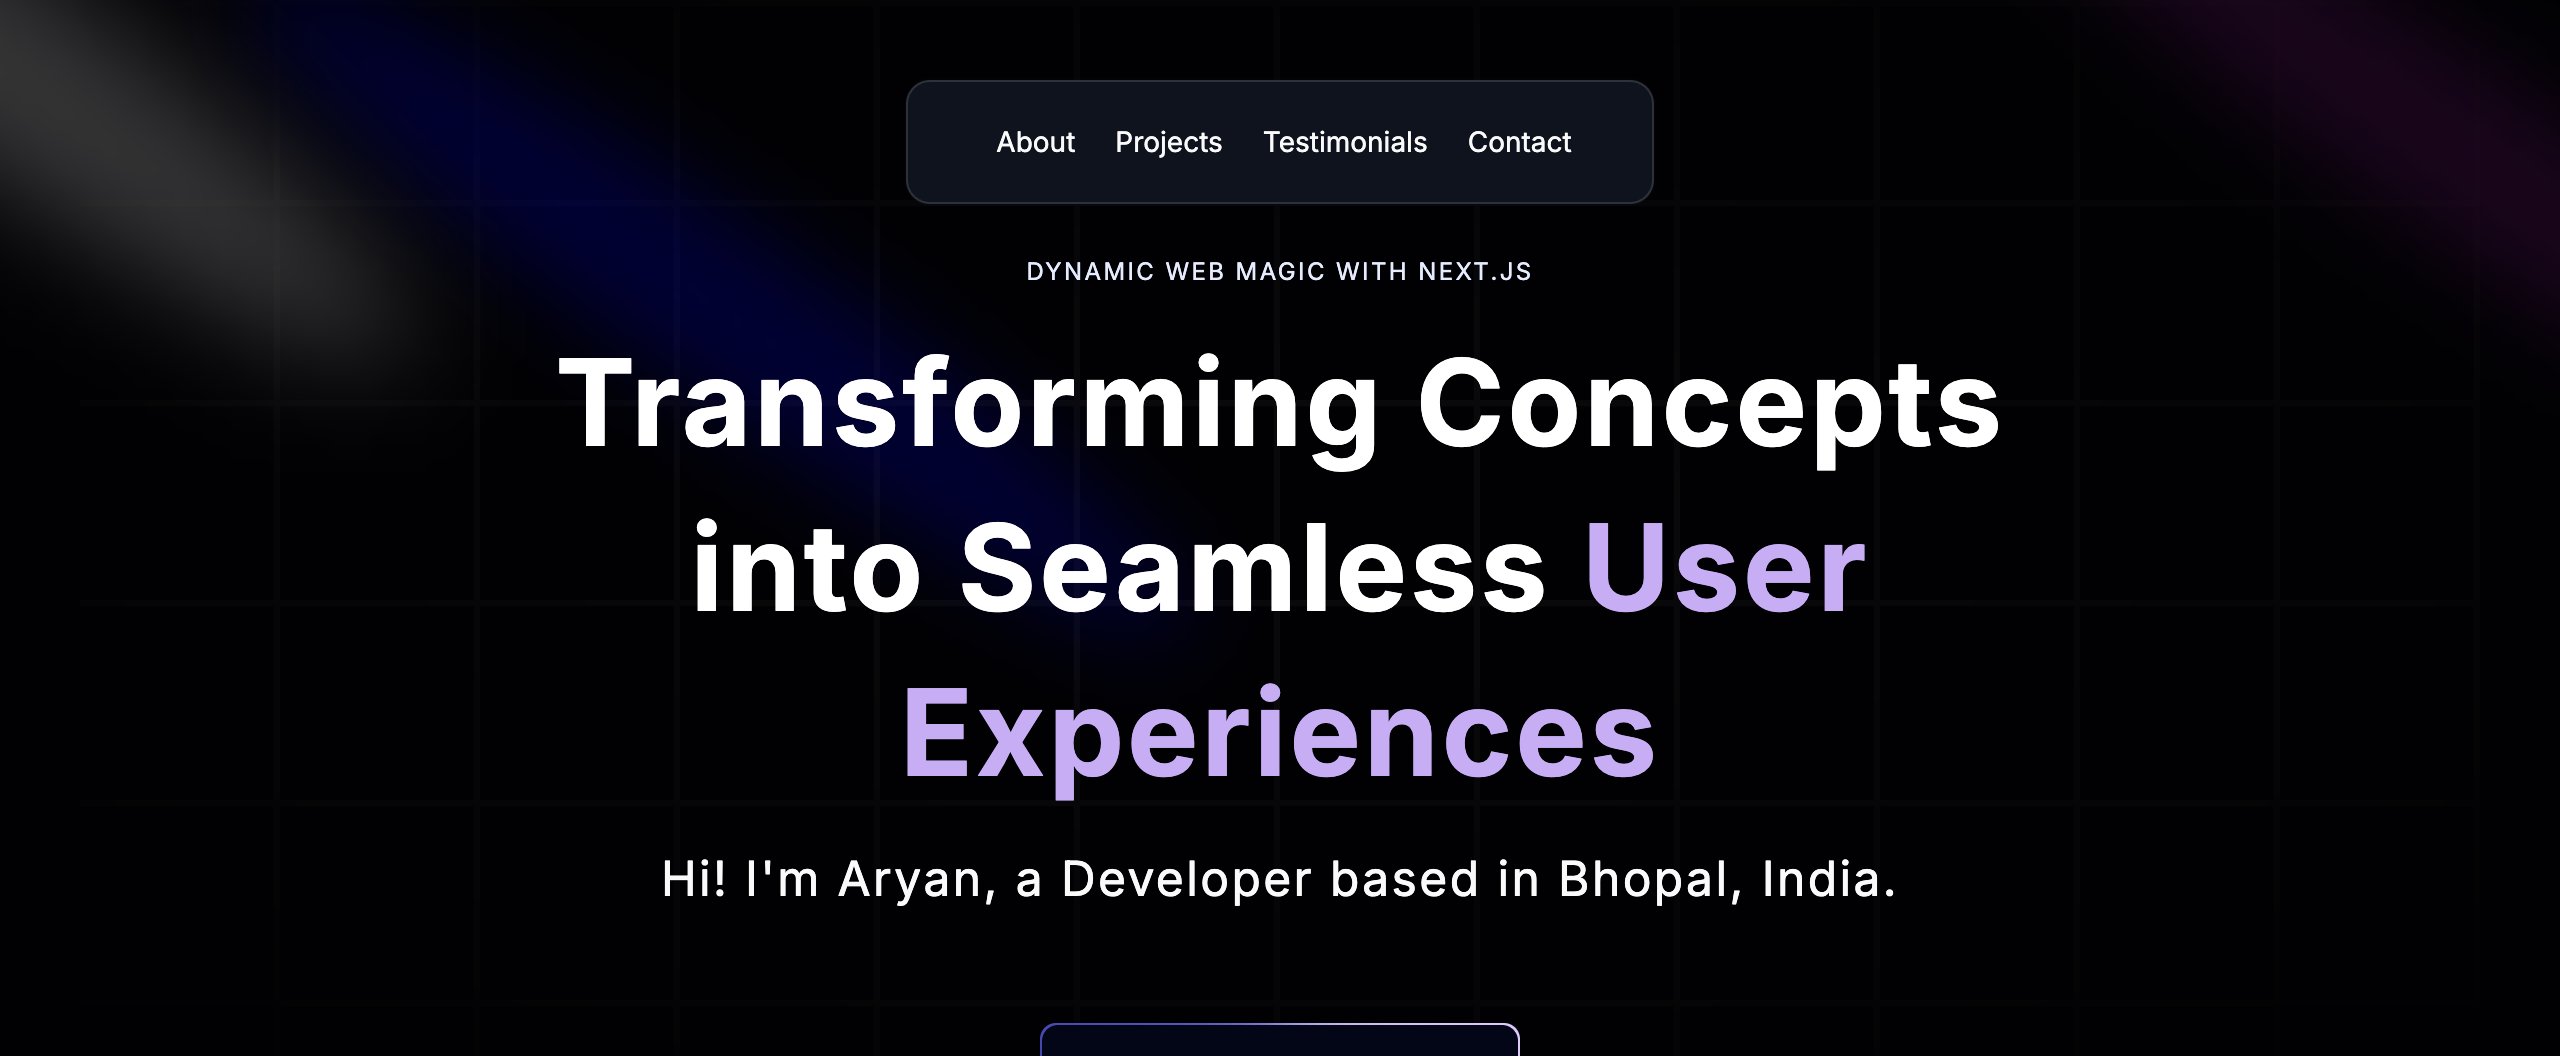 About Projects Testimonials Contact
DYNAMIC WEB MAGIC WITH NEXT.JS
Transforming Concepts
into Seamless User
Experiences
Hi! I'm Aryan, a Developer based in Bhopal, India.